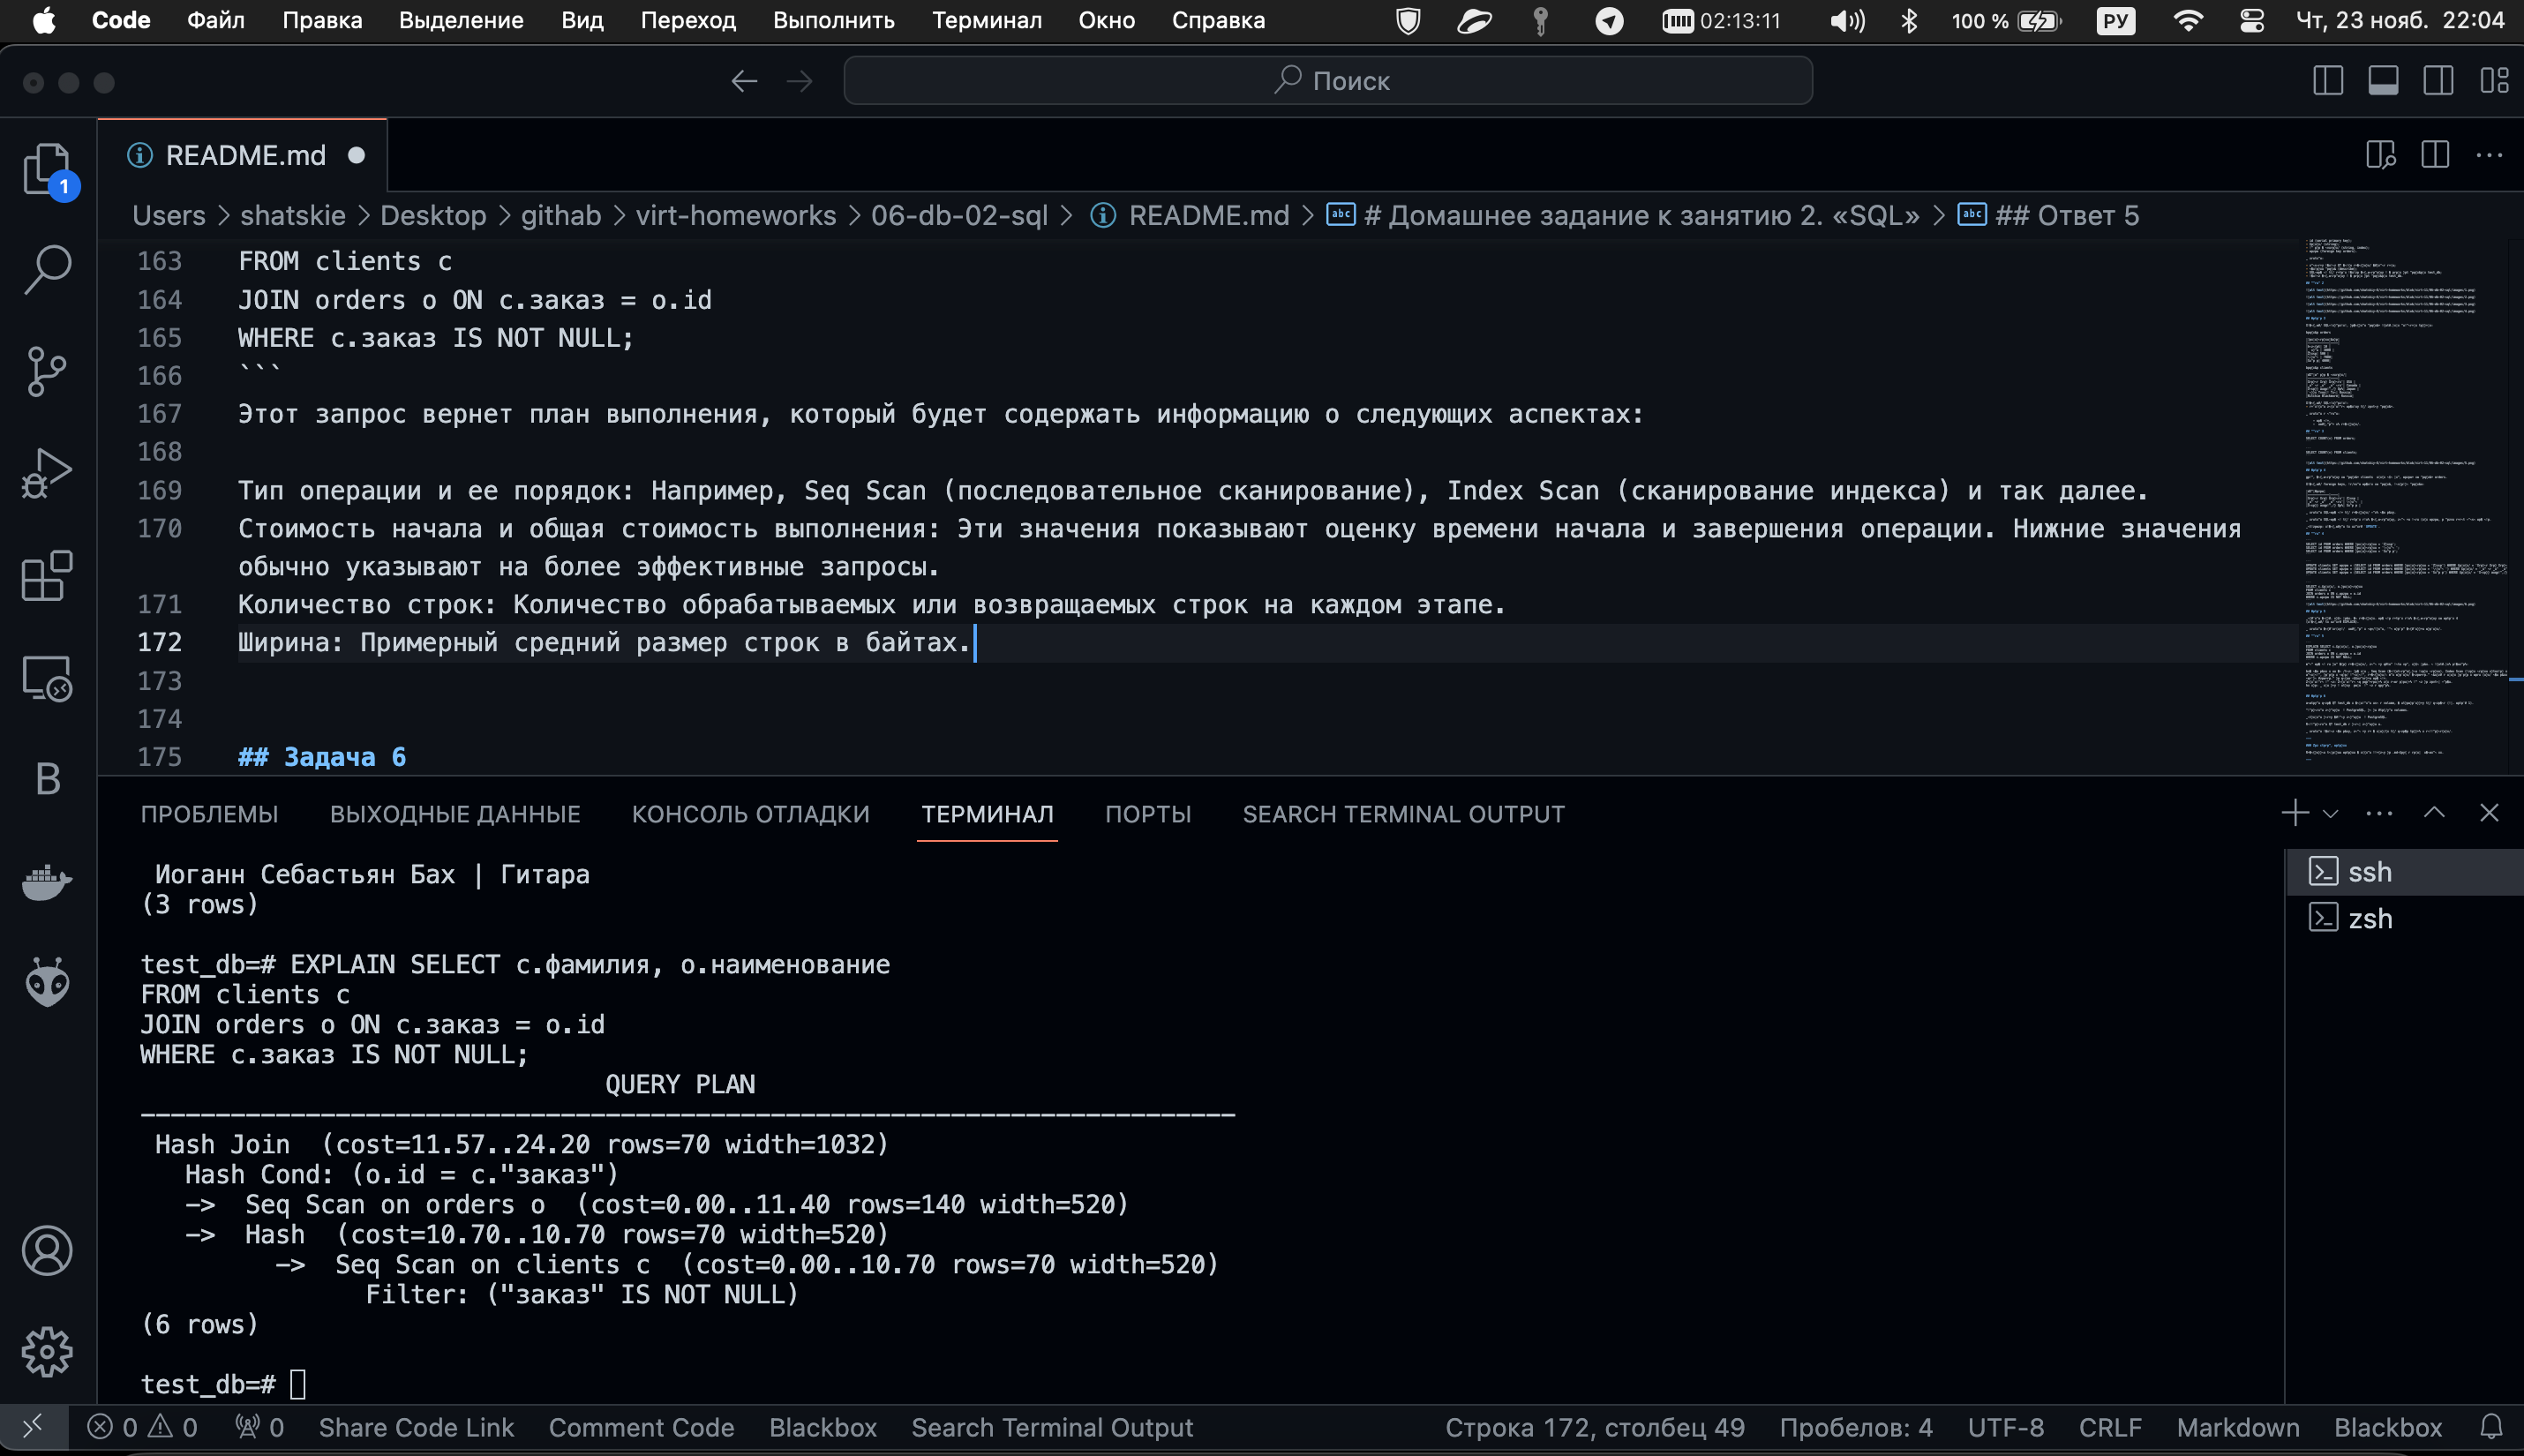 Code Файл Правка Выделение Вид Переход Выполнить Терминал Окно Справка 02:13:11 100 % РУ Чт, 23 нояб. 22:04
Поиск
README.md
1
Users > shatskie > Desktop > githab > virt-homeworks > 06-db-02-sql > README.md > # Домашнее задание к занятию 2. «SQL» > ## Ответ 5
163 FROM clients c
164 JOIN orders o ON c.заказ = o.id
165 WHERE c.заказ IS NOT NULL;
166 ```
167 Этот запрос вернет план выполнения, который будет содержать информацию о следующих аспектах:
168
169 Тип операции и ее порядок: Например, Seq Scan (последовательное сканирование), Index Scan (сканирование индекса) и так далее.
170 Стоимость начала и общая стоимость выполнения: Эти значения показывают оценку времени начала и завершения операции. Нижние значения
обычно указывают на более эффективные запросы.
171 Количество строк: Количество обрабатываемых или возвращаемых строк на каждом этапе.
172 Ширина: Примерный средний размер строк в байтах.
173
174
175 ## Задача 6
B
ПРОБЛЕМЫ ВЫХОДНЫЕ ДАННЫЕ КОНСОЛЬ ОТЛАДКИ ТЕРМИНАЛ ПОРТЫ SEARCH TERMINAL OUTPUT
ssh
zsh
Иоганн Себастьян Бах | Гитара
(3 rows)
test_db=# EXPLAIN SELECT c.фамилия, o.наименование
FROM clients c
JOIN orders o ON c.заказ = o.id
WHERE c.заказ IS NOT NULL;
QUERY PLAN
-------------------------------------------------------------------------
Hash Join  (cost=11.57..24.20 rows=70 width=1032)
Hash Cond: (o.id = c."заказ")
->  Seq Scan on orders o  (cost=0.00..11.40 rows=140 width=520)
->  Hash  (cost=10.70..10.70 rows=70 width=520)
->  Seq Scan on clients c  (cost=0.00..10.70 rows=70 width=520)
Filter: ("заказ" IS NOT NULL)
(6 rows)
test_db=#
0 0 0 Share Code Link Comment Code Blackbox Search Terminal Output Строка 172, столбец 49 Пробелов: 4 UTF-8 CRLF Markdown Blackbox